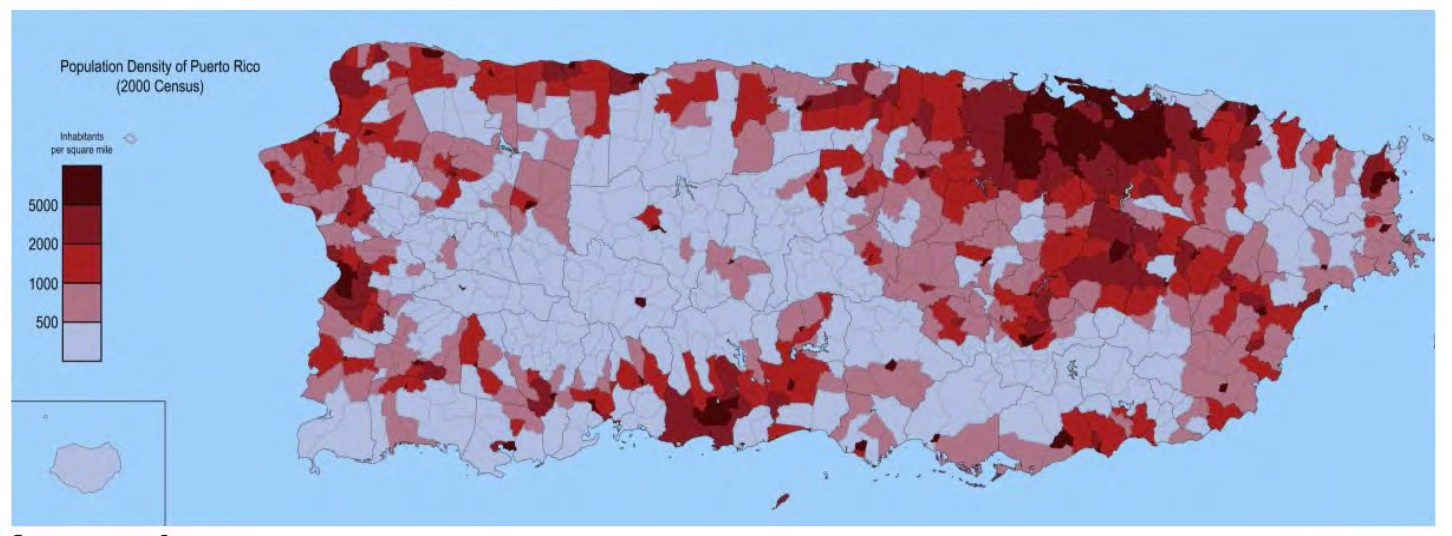 Population Density of Puerto Rico
(2000 Census)
Inhabitants
per square mile
5000
2000
1000
500